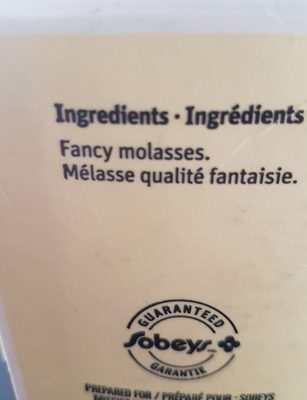 Ingredients · Ingrédients
Fancy molasses.
Mélasse qualité fantaisie.
GUARANTEED
Sobeys
GARANTIE
PREPARED FOR / PRÉPARÉ POUR · SOBEYS